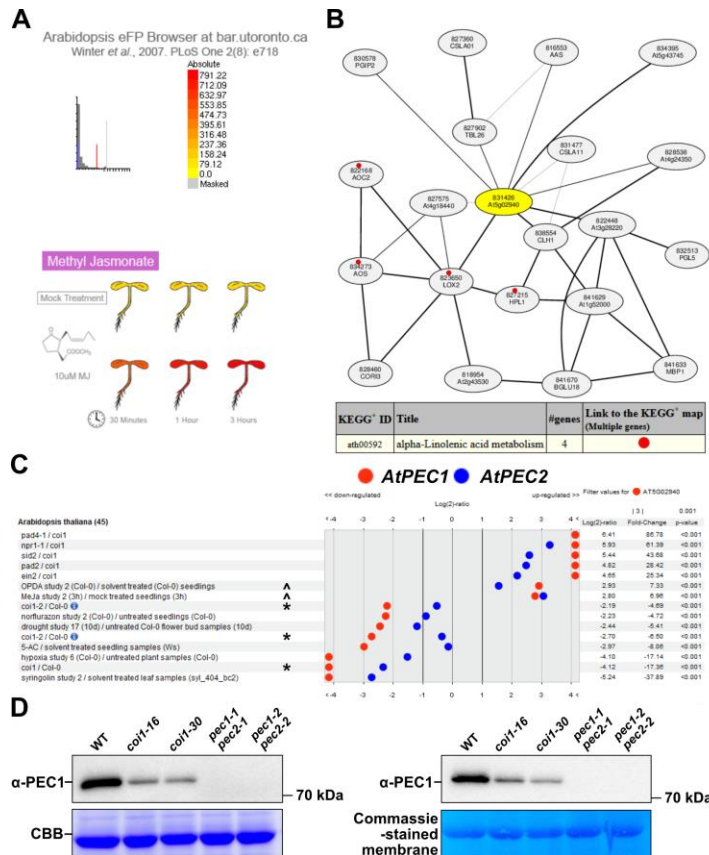 A
Arabidopsis eFP Browser at bar.utoronto.ca
Winter et al., 2007. PLoS One 2(8): e718
Absolute
791.22
712.09
632.97
553.85
474.73
395.61
316.48
237.36
158.24
79.12
0.0
Masked
Methyl Jasmonate
Mock Treatment
COOCH₃
10uM MJ
30 Minutes 1 Hour 3 Hours
B
827360
CSLA01
816553
AAS
834395
At5g43745
830578
PGIP2
827902
TBL26
831477
CSLA11
828536
At4g24350
822168
AOC2
827575
At4g18440
831426
At5g02940
838554
CLH1
822448
At3g26220
832513
PGL5
834273
AOS
823650
LOX2
827215
HPL1
841629
At1g52000
828460
CORI3
818954
At2g43530
841670
BGLU18
841633
MBP1
KEGG⁺ ID Title #genes Link to the KEGG⁺ map
(Multiple genes)
ath00592 alpha-Linolenic acid metabolism 4
C
AtPEC1 AtPEC2
<< down-regulated up-regulated >>
Log(2)-ratio
Filter values for AT5G02940
Arabidopsis thaliana (45)
<-4 -3 -2 -1 0 1 2 3 4>
| 3 | 0.001
Log(2)-ratio Fold-Change p-value
pad4-1 / coi1 6.41 86.78 <0.001
npr1-1 / coi1 5.93 61.39 <0.001
sid2 / coi1 5.44 43.68 <0.001
pad2 / coi1 4.82 28.42 <0.001
ein2 / coi1 4.65 25.34 <0.001
OPDA study 2 (Col-0) / solvent treated (Col-0) seedlings ^ 2.93 7.33 <0.001
MeJa study 2 (3h) / mock treated seedlings (3h) ^ 2.80 6.96 <0.001
coi1-2 / Col-0 * -2.19 -4.69 <0.001
norflurazon study 2 (Col-0) / untreated seedlings (Col-0) -2.23 -4.72 <0.001
drought study 17 (10d) / untreated Col-0 flower bud samples (10d) -2.44 -5.41 <0.001
coi1-2 / Col-0 * -2.70 -6.50 <0.001
5-AC / solvent treated seedling samples (Ws) -2.97 -8.06 <0.001
hypoxia study 6 (Col-0) / untreated plant samples (Col-0) -4.10 -17.14 <0.001
coi1 / Col-0 * -4.12 -17.36 <0.001
syringolin study 2 / solvent treated leaf samples (syl_404_bc2) -5.24 -37.89 <0.001
<-4 -3 -2 -1 0 1 2 3 4>
D
WT coi1-16 coi1-30 pec1-1 pec2-1 pec1-2 pec2-2
α-PEC1
70 kDa
CBB
WT coi1-16 coi1-30 pec1-1 pec2-1 pec1-2 pec2-2
α-PEC1
70 kDa
Commassie
-stained
membrane